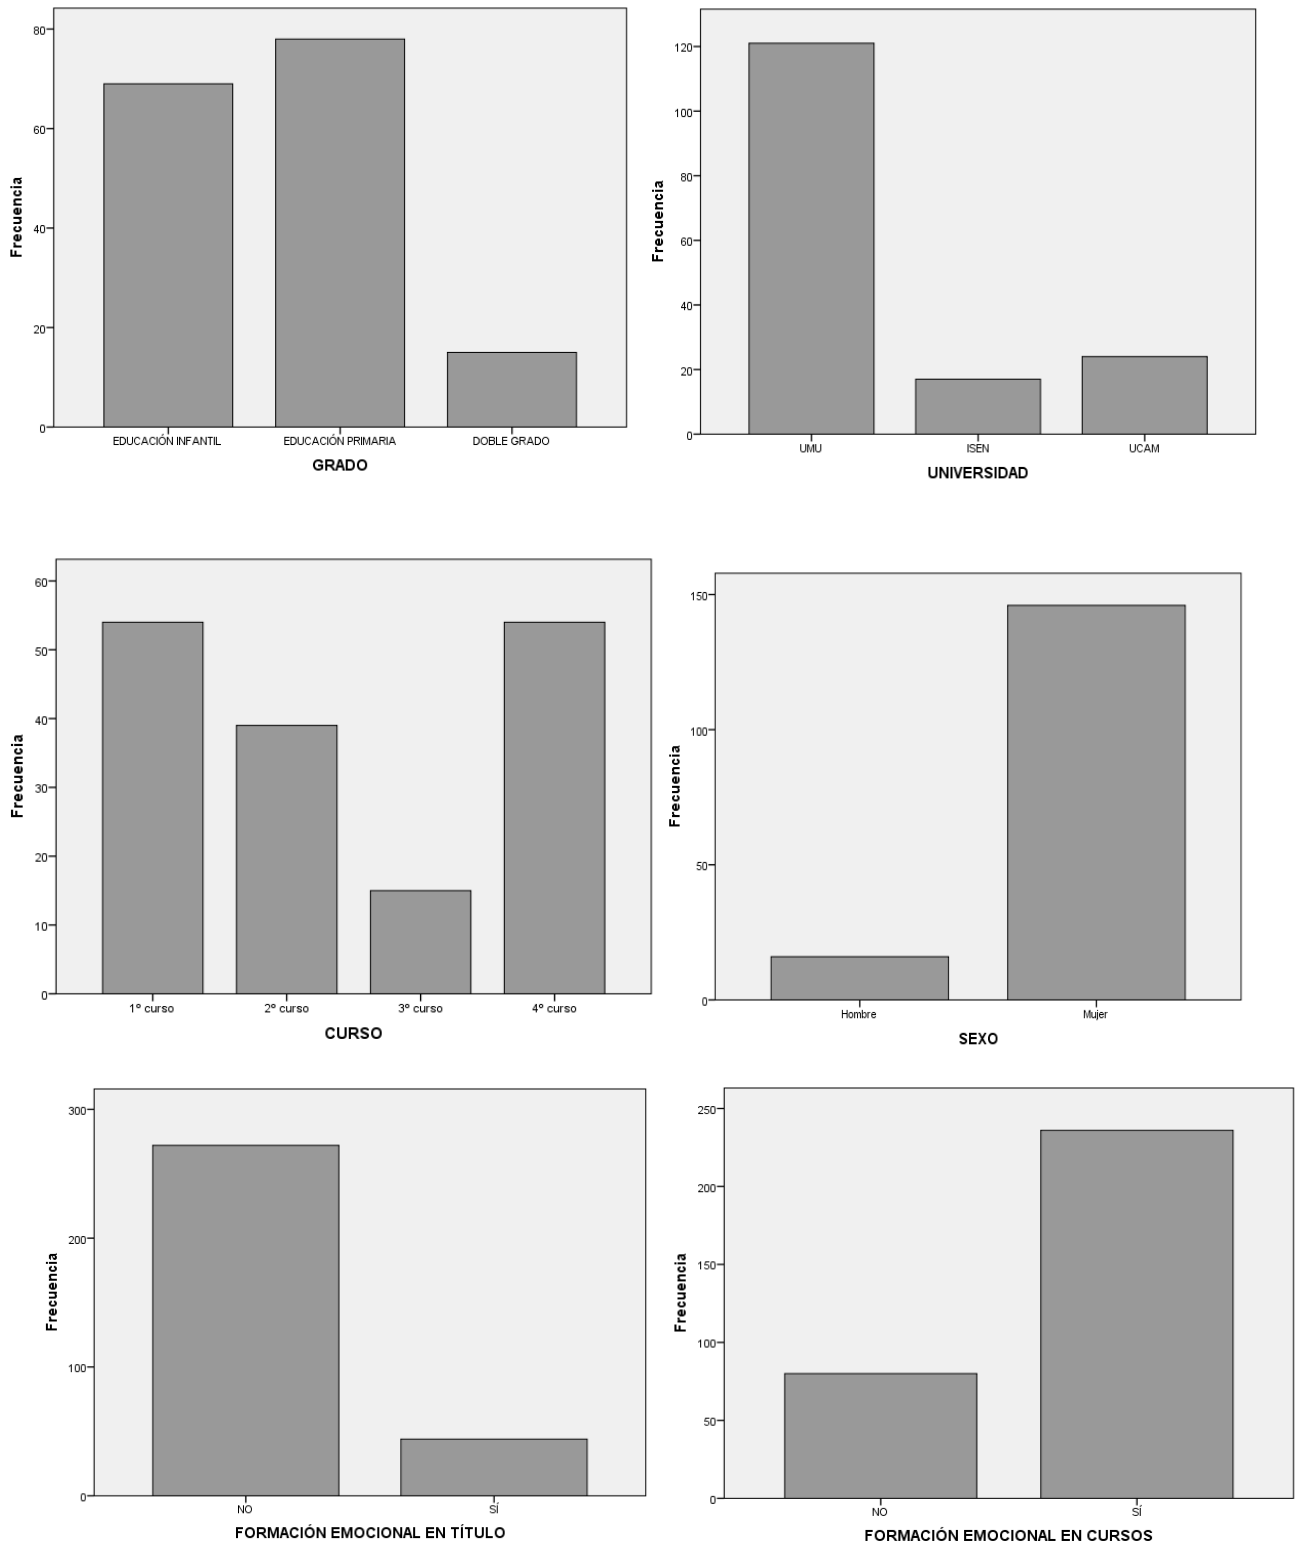 80
60
40
20
0
Frecuencia
EDUCACIÓN INFANTIL
EDUCACIÓN PRIMARIA
DOBLE GRADO
GRADO
120
100
80
60
40
20
0
Frecuencia
UMU
ISEN
UCAM
UNIVERSIDAD
60
50
40
30
20
10
0
Frecuencia
1º curso
2º curso
3º curso
4º curso
CURSO
150
100
50
0
Frecuencia
Hombre
Mujer
SEXO
300
200
100
0
Frecuencia
NO
SÍ
FORMACIÓN EMOCIONAL EN TÍTULO
250
200
150
100
50
0
Frecuencia
NO
SÍ
FORMACIÓN EMOCIONAL EN CURSOS